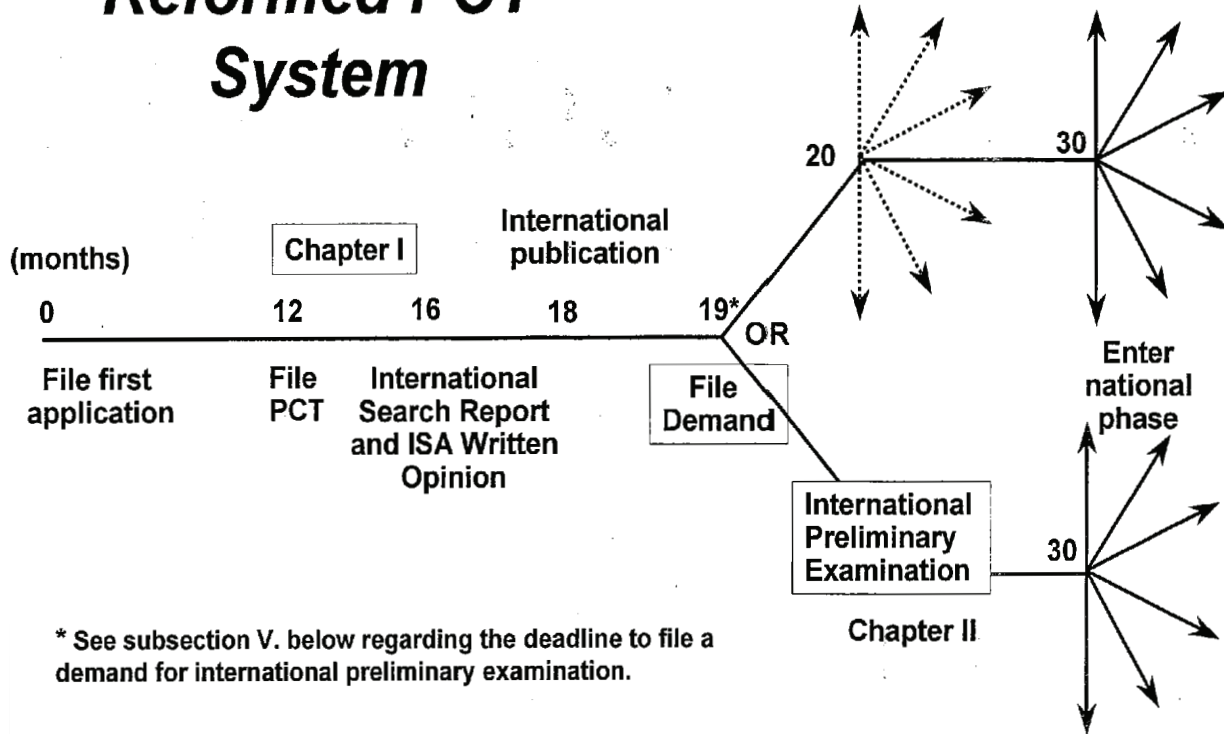 Reformed PCT
System
(months)
Chapter I
International
publication
0
12
16
18
19*
OR
20
30
File first
application
File
PCT
International
Search Report
and ISA Written
Opinion
File
Demand
Enter
national
phase
International
Preliminary
Examination
30
Chapter II
* See subsection V. below regarding the deadline to file a
demand for international preliminary examination.